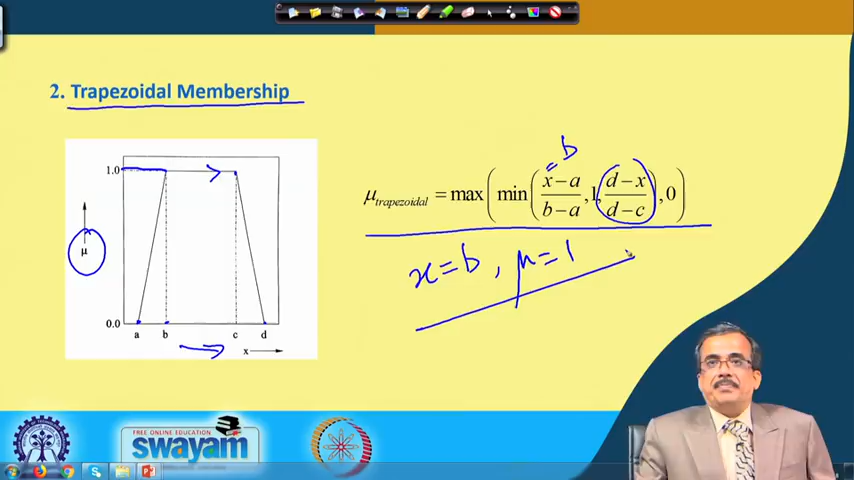 2. Trapezoidal Membership
= b
μtrapezoidal = max(min((x – a)/(b – a), 1, (d – x)/(d – c)), 0)
x = b, μ = 1
1.0
μ
0.0
a b c d
x
FREE ONLINE EDUCATION
swayam